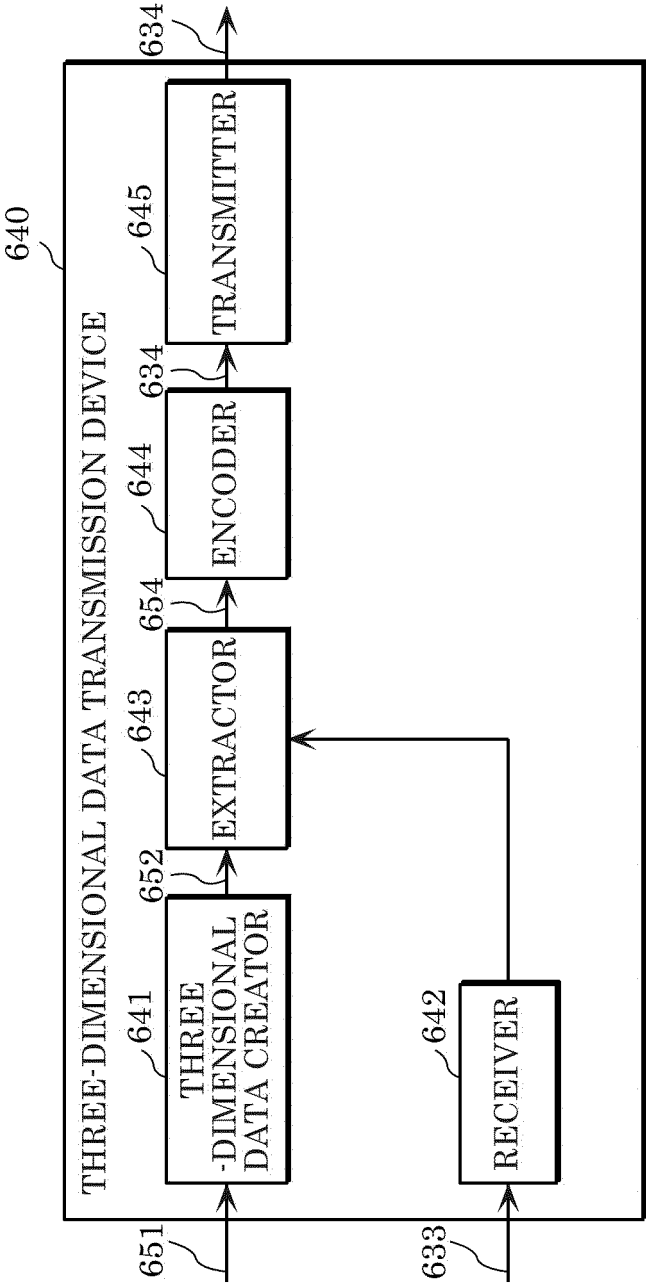 640
THREE-DIMENSIONAL DATA TRANSMISSION DEVICE
641
643
644
645
651
THREE
-DIMENSIONAL
DATA CREATOR
652
EXTRACTOR
654
ENCODER
634
TRANSMITTER
634
642
633
RECEIVER